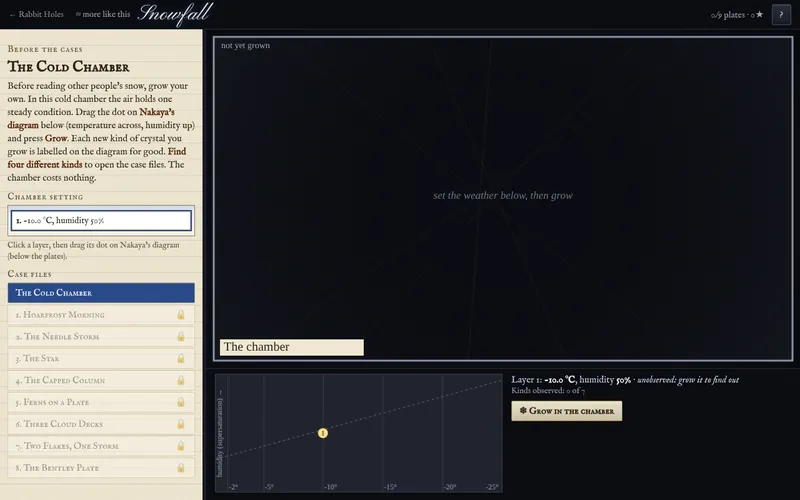 ← Rabbit Holes
≈ more like this
Snowfall
0/9 plates · 0★
?
Before the cases
The Cold Chamber
Before reading other people's snow, grow your
own. In this cold chamber the air holds one
steady condition. Drag the dot on Nakaya's
diagram below (temperature across, humidity up)
and press Grow. Each new kind of crystal you
grow is labelled on the diagram for good. Find
four different kinds to open the case files. The
chamber costs nothing.
Chamber setting
1. -10.0 °C, humidity 50%
Click a layer, then drag its dot on Nakaya's diagram
(below the plates).
Case files
The Cold Chamber
1. Hoarfrost Morning
2. The Needle Storm
3. The Star
4. The Capped Column
5. Ferns on a Plate
6. Three Cloud Decks
7. Two Flakes, One Storm
8. The Bentley Plate
not yet grown
set the weather below, then grow
The chamber
humidity (supersaturation) →
1
-2°
-5°
-10°
-15°
-20°
-25°
Layer 1: -10.0 °C, humidity 50% · unobserved: grow it to find out
Kinds observed: 0 of 7
❄ Grow in the chamber